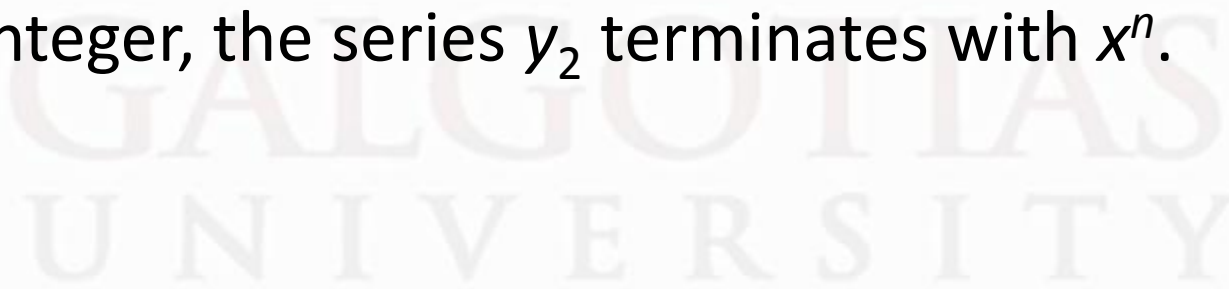 nteger, the series y₂ terminates with xⁿ.
GALGOTIAS
UNIVERSITY